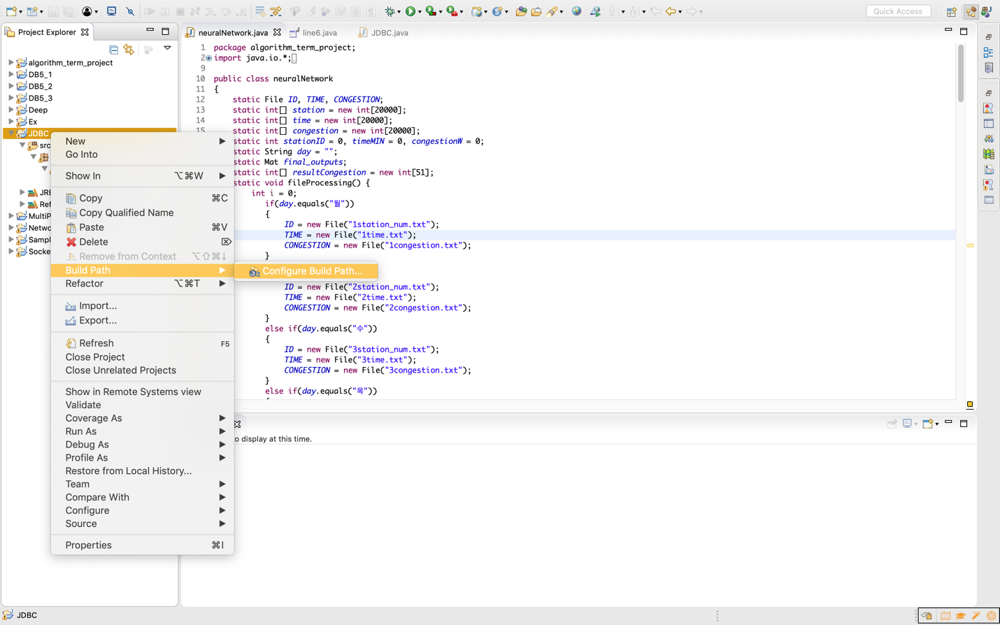 Quick Access
Project Explorer
neuralNetwork.java
line6.java
JDBC.java
algorithm_term_project
DB5_1
DB5_2
DB5_3
Deep
Ex
JDBC
src
JRE
Ref
MultiP
Netwo
Sampl
Socke
New
Go Into
Show In ⌥⌘W
Copy ⌘C
Copy Qualified Name
Paste ⌘V
Delete ⌦
Remove from Context ⌥⇧⌘↓
Build Path
Refactor ⌥⌘T
Import...
Export...
Refresh F5
Close Project
Close Unrelated Projects
Show in Remote Systems view
Validate
Coverage As
Run As
Debug As
Profile As
Restore from Local History...
Team
Compare With
Configure
Source
Properties ⌘I
Configure Build Path...
1 package algorithm_term_project;
2 import java.io.*;
9
10 public class neuralNetwork
11 {
12 static File ID, TIME, CONGESTION;
13 static int[] station = new int[20000];
14 static int[] time = new int[20000];
15 static int[] congestion = new int[20000];
static int stationID = 0, timeMIN = 0, congestionW = 0;
static String day = "";
static Mat final_outputs;
static int[] resultCongestion = new int[51];
static void fileProcessing() {
int i = 0;
if(day.equals("월"))
{
ID = new File("1station_num.txt");
TIME = new File("1time.txt");
CONGESTION = new File("1congestion.txt");
}
ID = new File("2station_num.txt");
TIME = new File("2time.txt");
CONGESTION = new File("2congestion.txt");
}
else if(day.equals("수"))
{
ID = new File("3station_num.txt");
TIME = new File("3time.txt");
CONGESTION = new File("3congestion.txt");
}
else if(day.equals("목"))
o display at this time.
JDBC